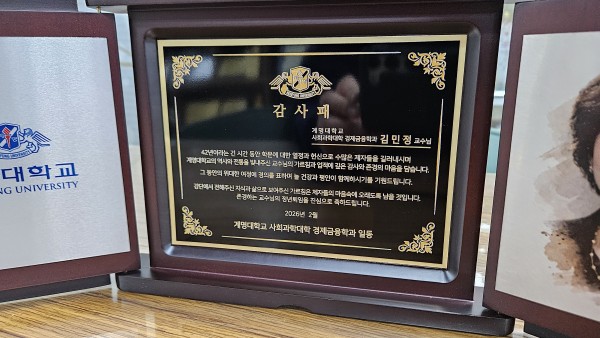 대학교
NG UNIVERSITY
감사패
계명대학교
사회과학대학 경제금융학과 김민정 교수님
42년이라는 긴 시간 동안 학문에 대한 열정과 헌신으로 수많은 제자들을 길러내시며
계명대학교의 역사와 전통을 빛내주신 교수님의 가르침과 업적에 깊은 감사와 존경의 마음을 담습니다.
그 동안의 위대한 여정에 경의를 표하며 늘 건강과 평안이 함께하시기를 기원드립니다.
강단에서 전해주신 지식과 삶으로 보여주신 가르침은 제자들의 마음속에 오래도록 남을 것입니다.
존경하는 교수님의 정년퇴임을 진심으로 축하드립니다.
2026년 2월
계명대학교 사회과학대학 경제금융학과 일동